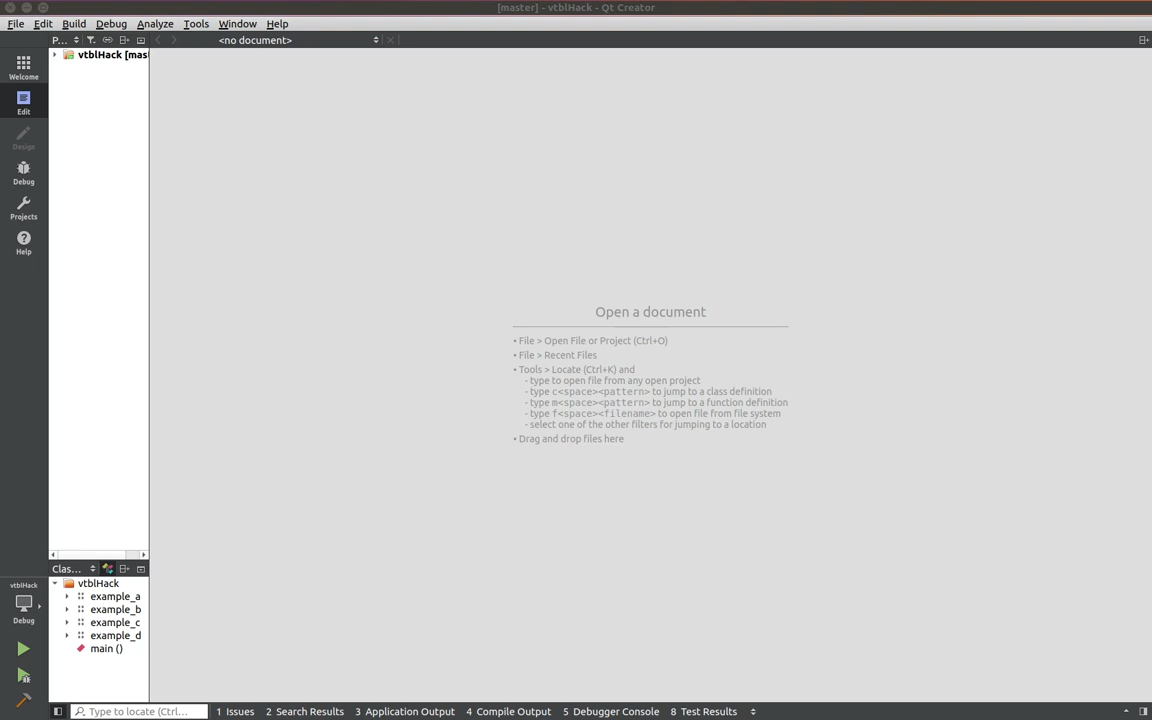 [master] - vtblHack - Qt Creator
File Edit Build Debug Analyze Tools Window Help
P... <no document>
vtblHack [mas
Welcome
Edit
Design
Debug
Projects
Help
Open a document
• File > Open File or Project (Ctrl+O)
• File > Recent Files
• Tools > Locate (Ctrl+K) and
- type to open file from any open project
- type c<space><pattern> to jump to a class definition
- type m<space><pattern> to jump to a function definition
- type f<space><filename> to open file from file system
- select one of the other filters for jumping to a location
• Drag and drop files here
Clas...
vtblHack
example_a
example_b
example_c
example_d
main ()
vtblHack
Debug
Type to locate (Ctrl... 1 Issues 2 Search Results 3 Application Output 4 Compile Output 5 Debugger Console 8 Test Results